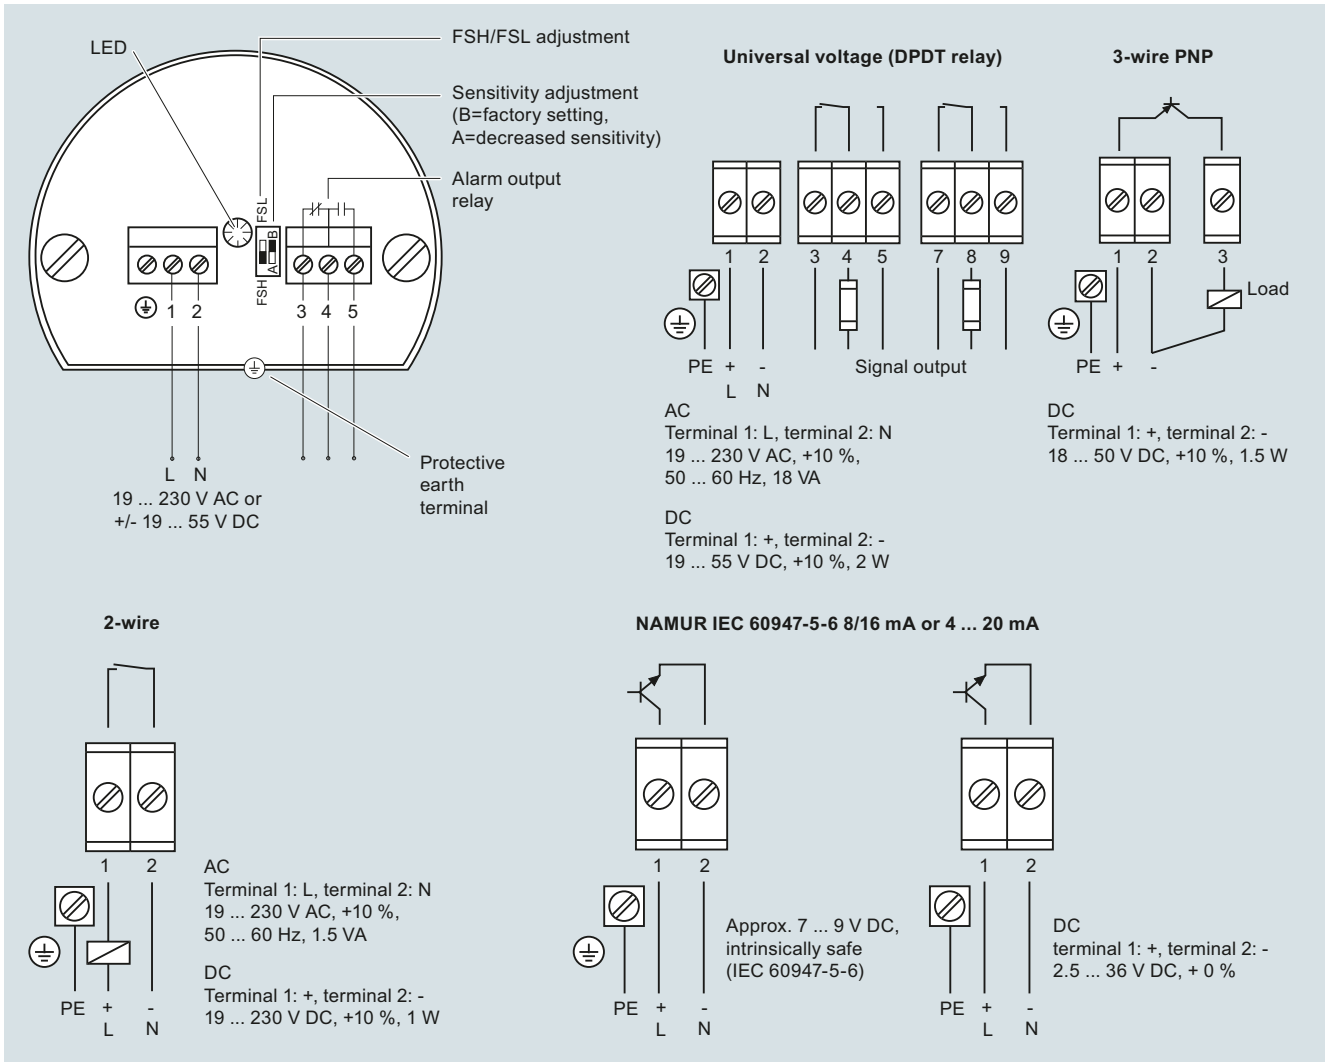 LED
FSH/FSL adjustment
Sensitivity adjustment
(B=factory setting,
A=decreased sensitivity)
Alarm output
relay
FSL
B
A
FSH
1 2
3 4 5
L N
19 ... 230 V AC or
+/- 19 ... 55 V DC
Protective
earth
terminal
Universal voltage (DPDT relay)
1 2 3 4 5 7 8 9
PE + -
L N
Signal output
AC
Terminal 1: L, terminal 2: N
19 ... 230 V AC, +10 %,
50 ... 60 Hz, 18 VA
DC
Terminal 1: +, terminal 2: -
19 ... 55 V DC, +10 %, 2 W
3-wire PNP
1 2 3
Load
PE + -
DC
Terminal 1: +, terminal 2: -
18 ... 50 V DC, +10 %, 1.5 W
2-wire
1 2
PE + -
L N
AC
Terminal 1: L, terminal 2: N
19 ... 230 V AC, +10 %,
50 ... 60 Hz, 1.5 VA
DC
Terminal 1: +, terminal 2: -
19 ... 230 V DC, +10 %, 1 W
NAMUR IEC 60947-5-6 8/16 mA or 4 ... 20 mA
1 2
PE + -
L N
Approx. 7 ... 9 V DC,
intrinsically safe
(IEC 60947-5-6)
1 2
PE + -
L N
DC
terminal 1: +, terminal 2: -
2.5 ... 36 V DC, + 0 %